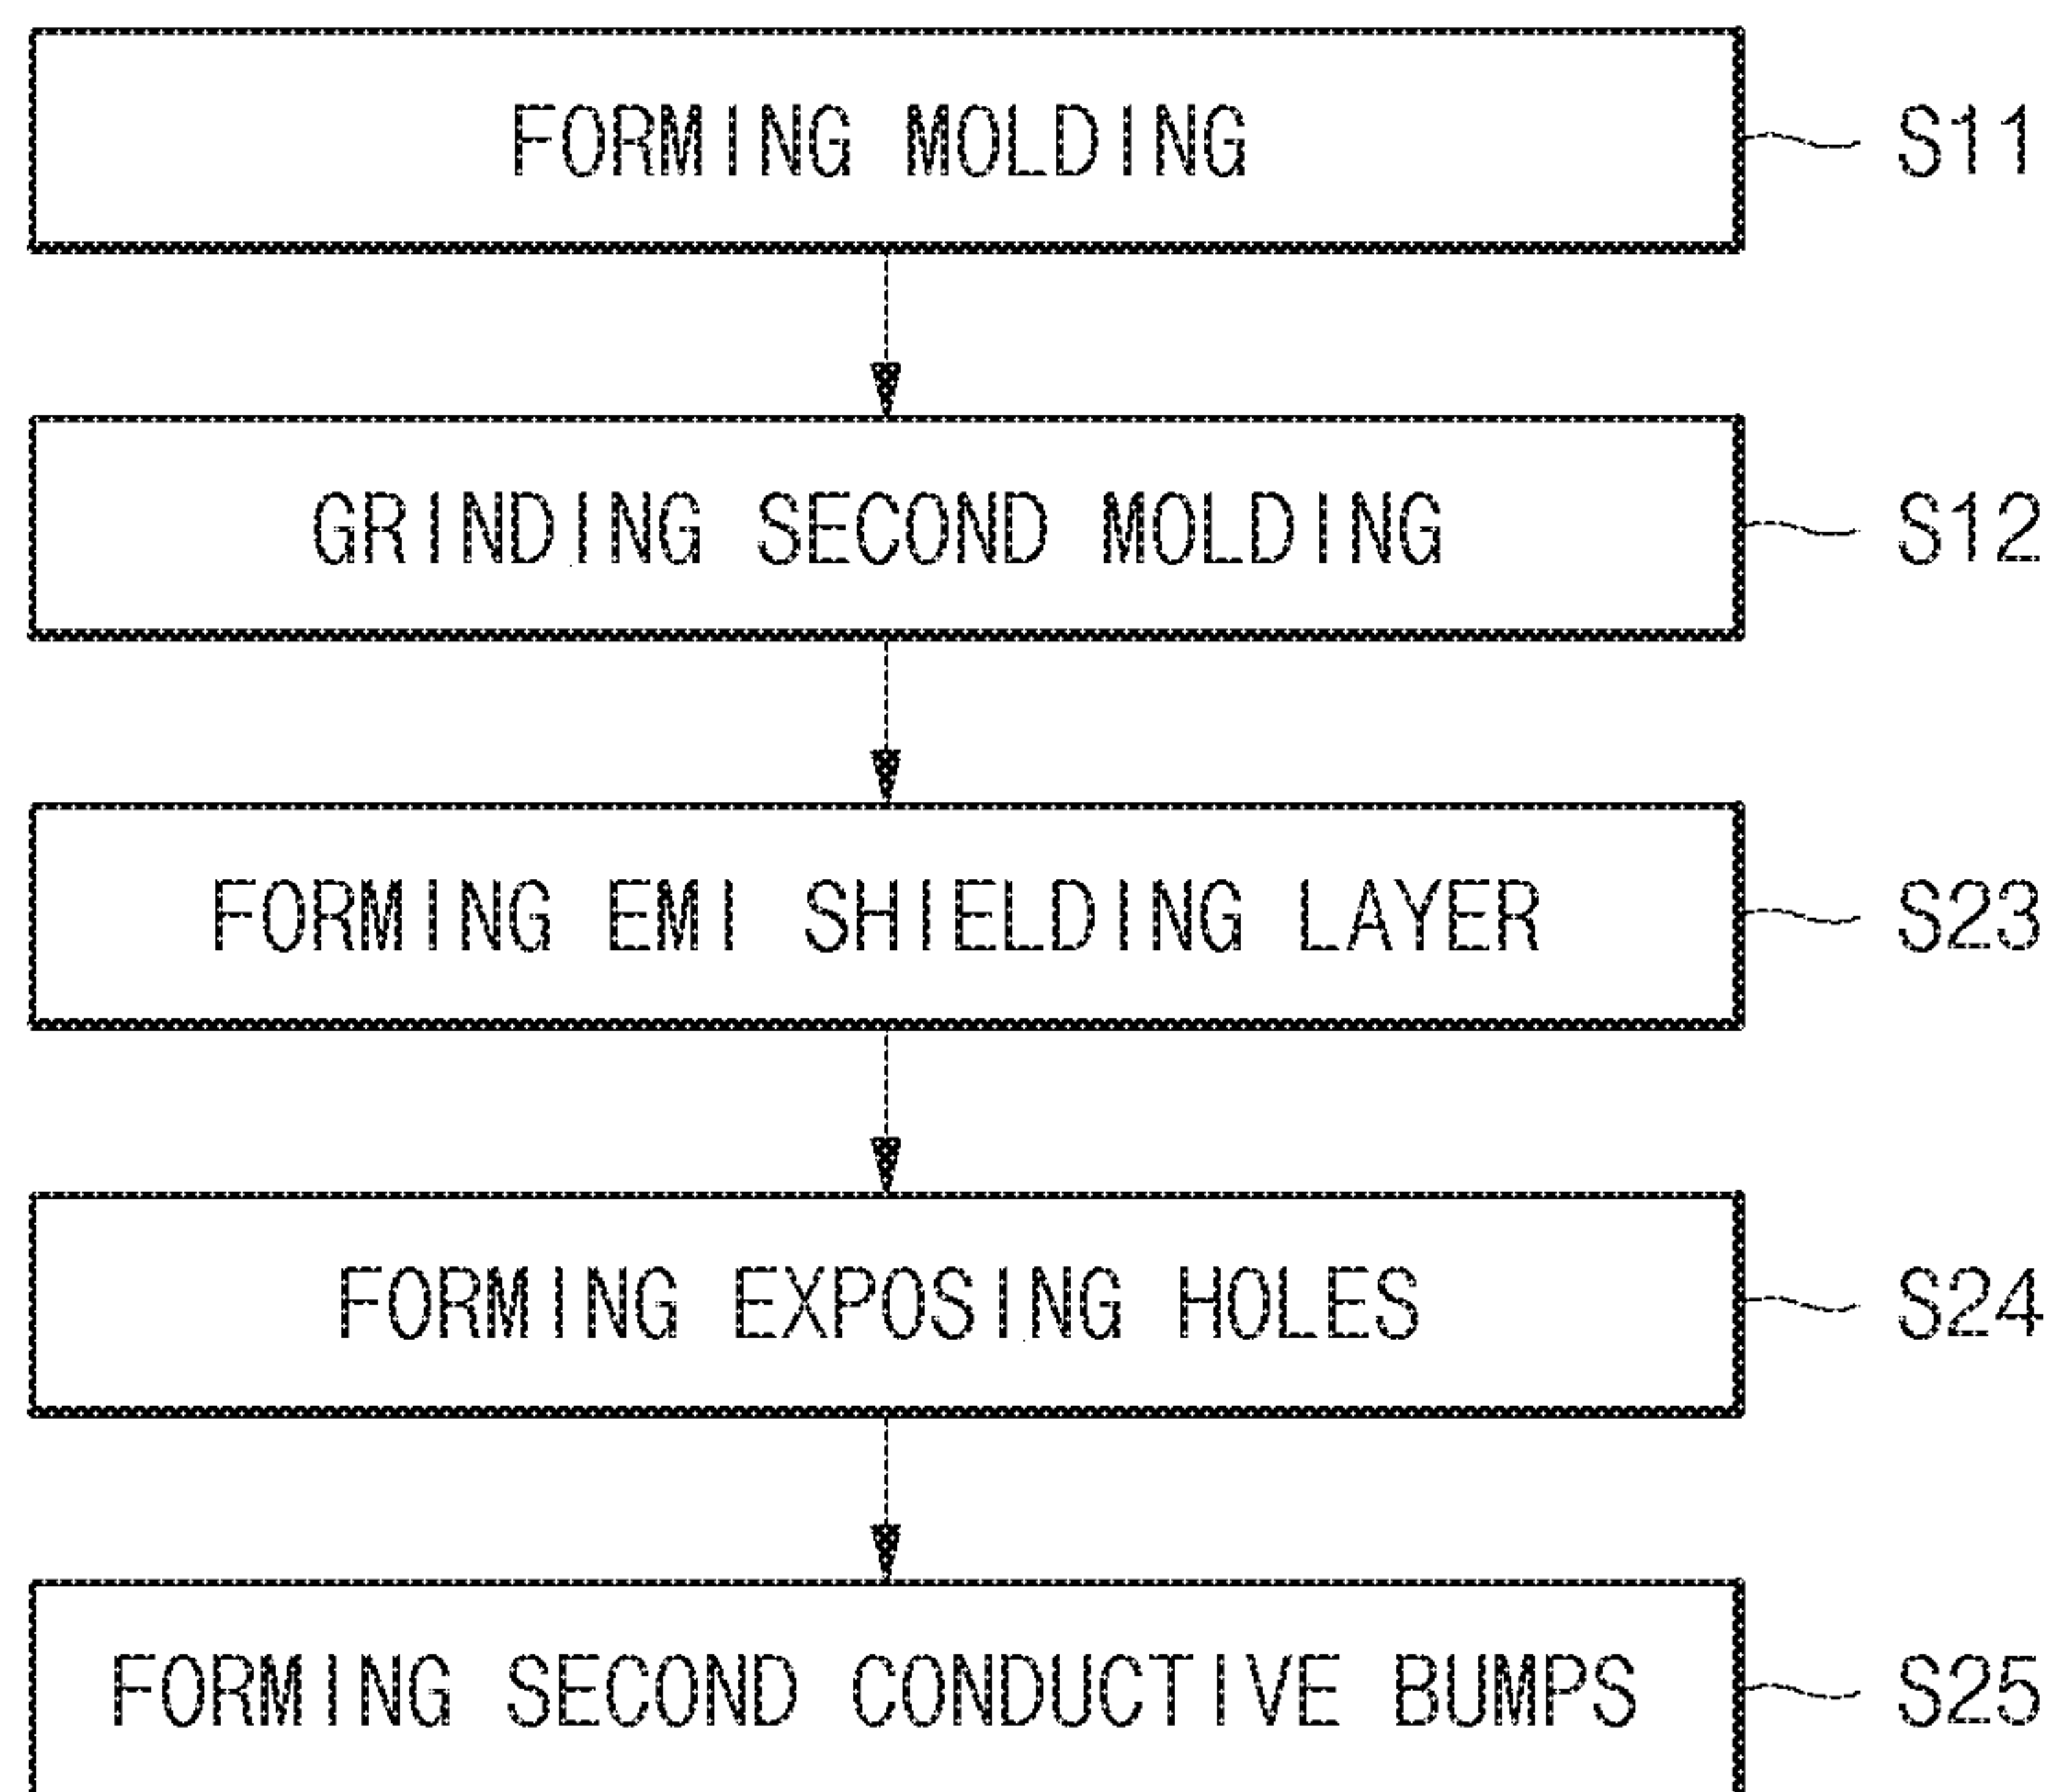 FORMING MOLDING S11
GRINDING SECOND MOLDING S12
FORMING EMI SHIELDING LAYER S23
FORMING EXPOSING HOLES S24
FORMING SECOND CONDUCTIVE BUMPS S25